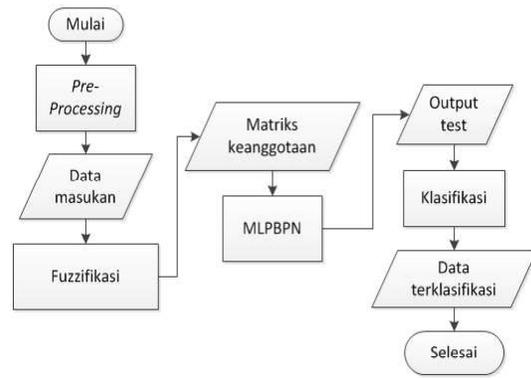 Mulai
Pre-
Processing
Data
masukan
Fuzzifikasi
Matriks
keanggotaan
MLPBPN
Output
test
Klasifikasi
Data
terklasifikasi
Selesai